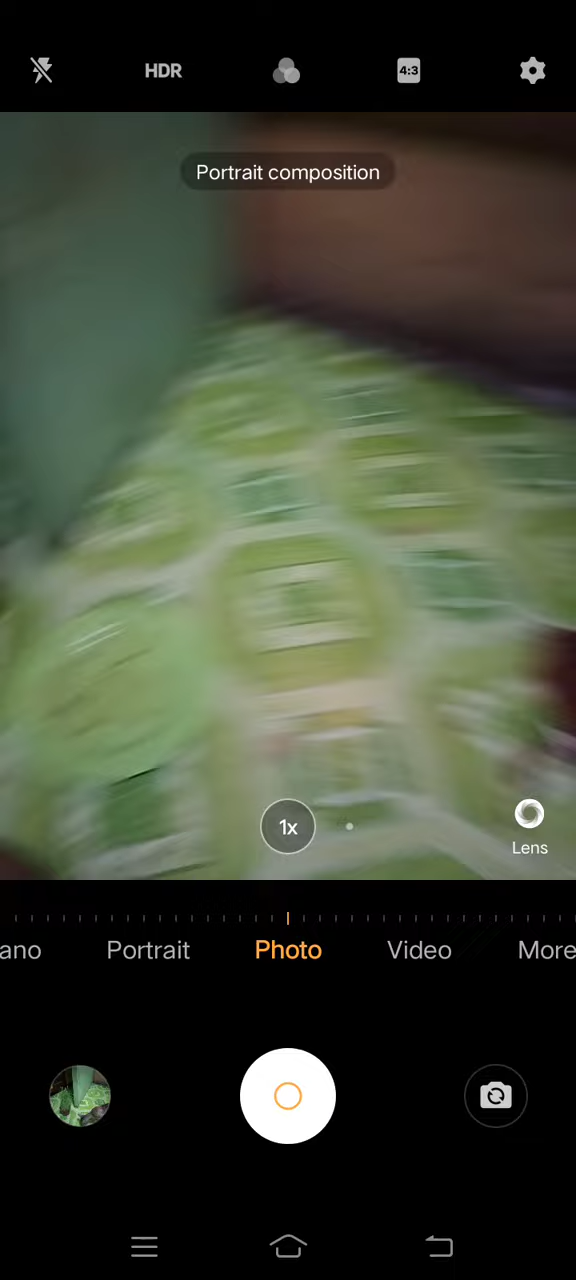 HDR
4:3
Portrait composition
1x
Lens
ano
Portrait
Photo
Video
More